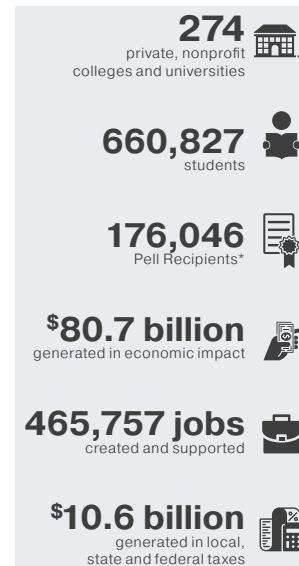 274
private, nonprofit
colleges and universities
660,827
students
176,046
Pell Recipients*
$80.7 billion
generated in economic impact
465,757 jobs
created and supported
$10.6 billion
generated in local,
state and federal taxes